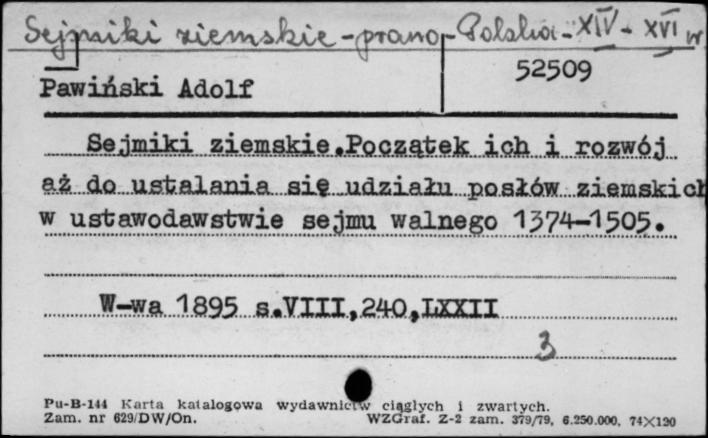 Sejmiki ziemskie - prawo - Polska - XIV - XVI w
52509
Pawiński Adolf
Sejmiki ziemskie.Początek ich i rozwój
aż do ustalania się udziału posłów ziemskich
w ustawodawstwie sejmu walnego 1374-1505.
W-wa 1895 s.VIII,240,LXXII
3
Pu-B-144 Karta katalogowa wydawnictw ciągłych i zwartych.
Zam. nr 629/DW/On. WZGraf. Z-2 zam. 379/79, 6.250.000, 74×120